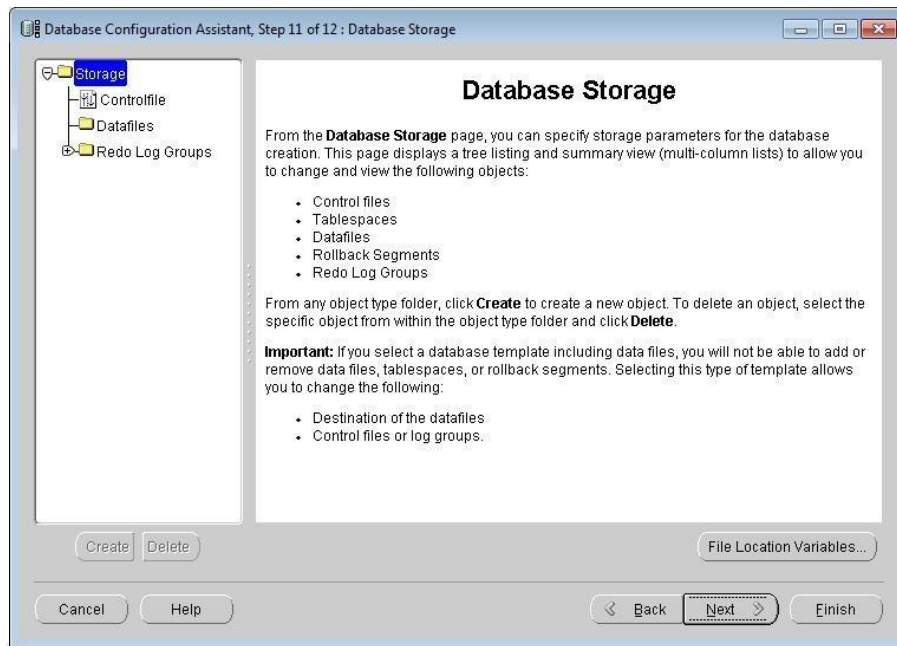 Database Configuration Assistant, Step 11 of 12 : Database Storage
Storage
Controlfile
Datafiles
Redo Log Groups
Database Storage
From the Database Storage page, you can specify storage parameters for the database
creation. This page displays a tree listing and summary view (multi-column lists) to allow you
to change and view the following objects:
• Control files
• Tablespaces
• Datafiles
• Rollback Segments
• Redo Log Groups
From any object type folder, click Create to create a new object. To delete an object, select the
specific object from within the object type folder and click Delete.
Important: If you select a database template including data files, you will not be able to add or
remove data files, tablespaces, or rollback segments. Selecting this type of template allows
you to change the following:
• Destination of the datafiles
• Control files or log groups.
Create Delete
File Location Variables...
Cancel Help Back Next Finish